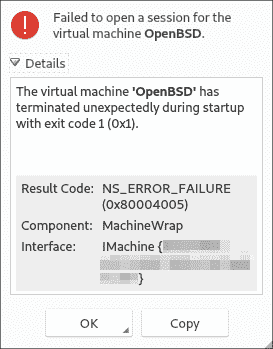 Failed to open a session for the
virtual machine OpenBSD.
Details
The virtual machine 'OpenBSD' has
terminated unexpectedly during startup
with exit code 1 (0x1).
Result Code: NS_ERROR_FAILURE
(0x80004005)
Component: MachineWrap
Interface: IMachine {
}
OK Copy